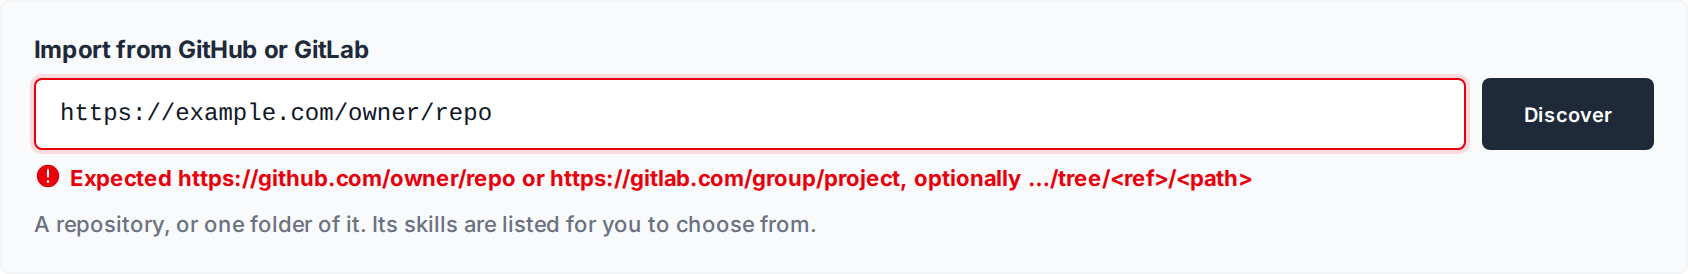 Import from GitHub or GitLab
https://example.com/owner/repo
Discover
Expected https://github.com/owner/repo or https://gitlab.com/group/project, optionally .../tree/<ref>/<path>
A repository, or one folder of it. Its skills are listed for you to choose from.